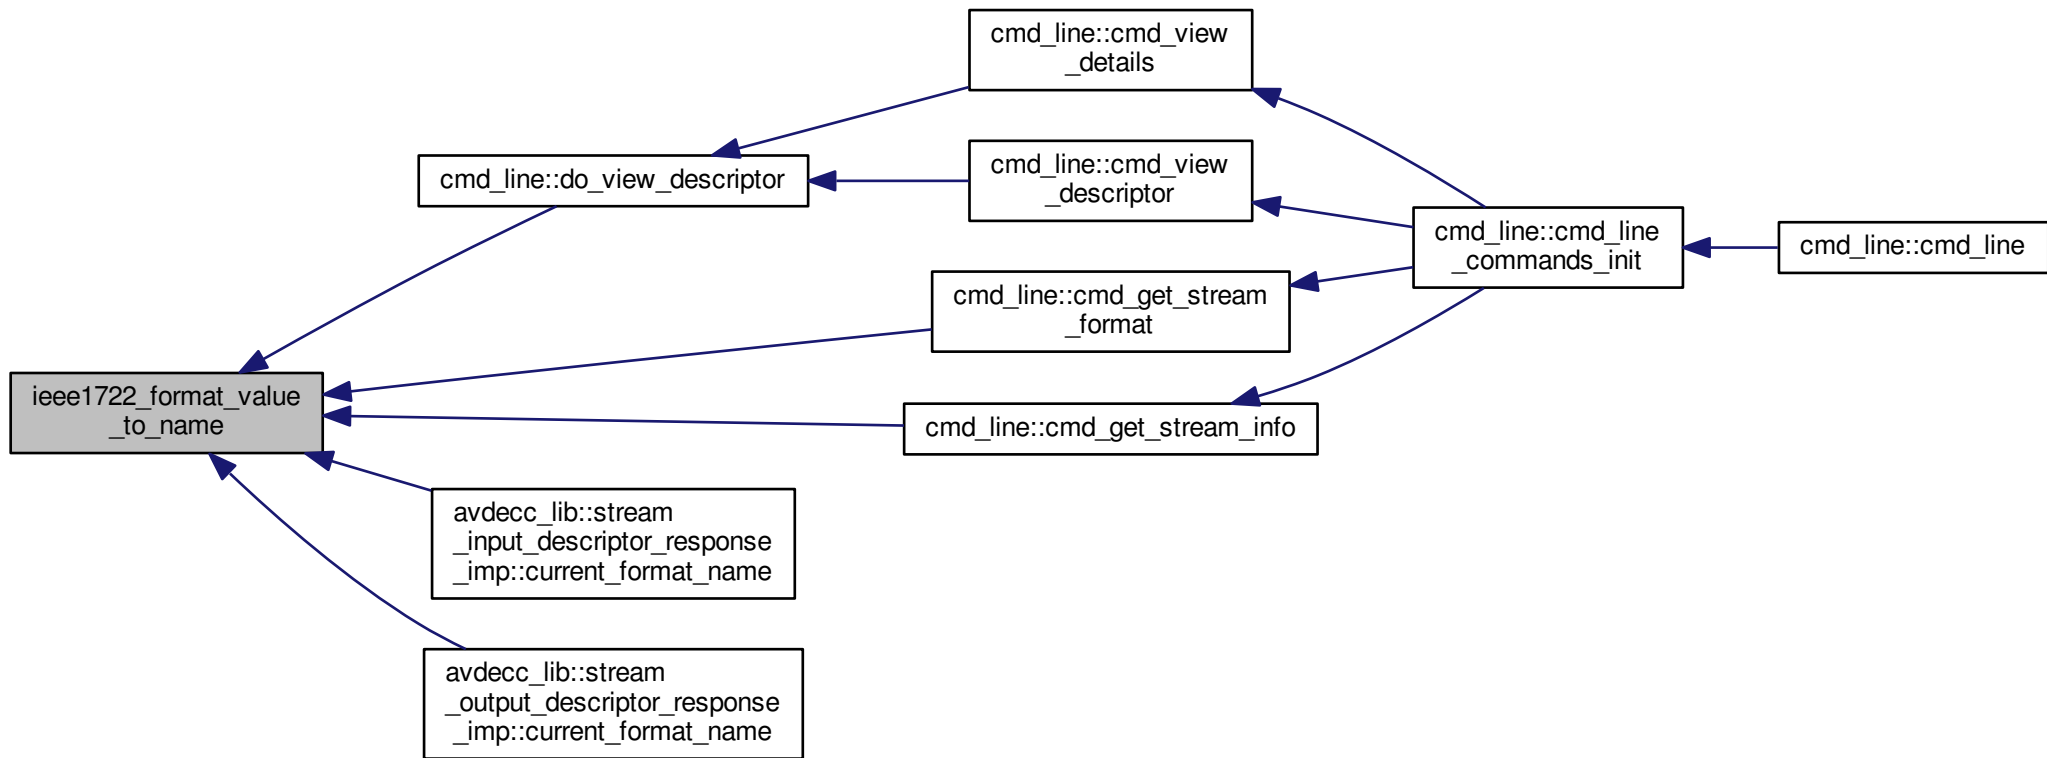 cmd_line::cmd_view
_details
cmd_line::do_view_descriptor
cmd_line::cmd_view
_descriptor
cmd_line::cmd_line
_commands_init
cmd_line::cmd_line
cmd_line::cmd_get_stream
_format
ieee1722_format_value
_to_name
cmd_line::cmd_get_stream_info
avdecc_lib::stream
_input_descriptor_response
_imp::current_format_name
avdecc_lib::stream
_output_descriptor_response
_imp::current_format_name